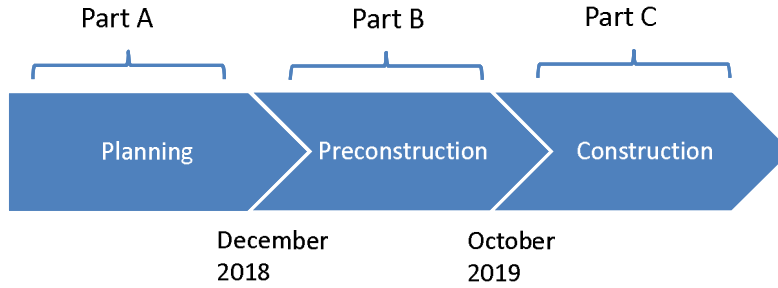 Part A
Part B
Part C
Planning
Preconstruction
Construction
December
2018
October
2019